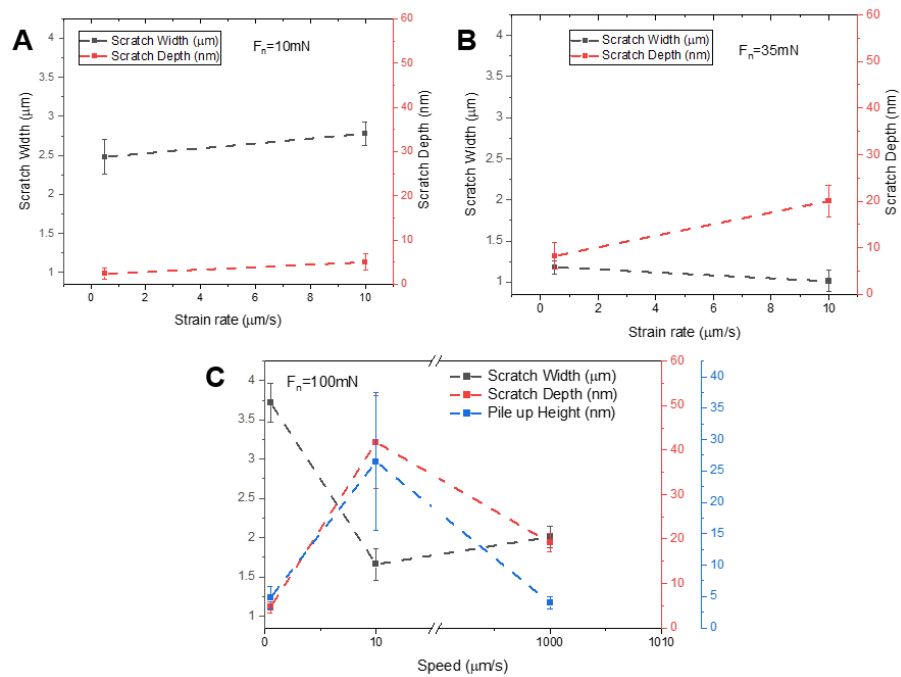 A
Scratch Width (μm)
Scratch Depth (nm)
Fn=10mN
Scratch Width (μm)
4
3.5
3
2.5
2
1.5
1
60
50
40
30
20
10
0
Scratch Depth (nm)
0 2 4 6 8 10
Strain rate (μm/s)
B
Scratch Width (μm)
Scratch Depth (nm)
Fn=35mN
Scratch Width (μm)
4
3.5
3
2.5
2
1.5
1
60
50
40
30
20
10
0
Scratch Depth (nm)
0 2 4 6 8 10
Strain rate (μm/s)
C
Fn=100mN
Scratch Width (μm)
Scratch Depth (nm)
Pile up Height (nm)
4
3.5
3
2.5
2
1.5
1
60
50
40
30
20
10
0
40
35
30
25
20
15
10
5
0
0 10 1000 1010
Speed (μm/s)